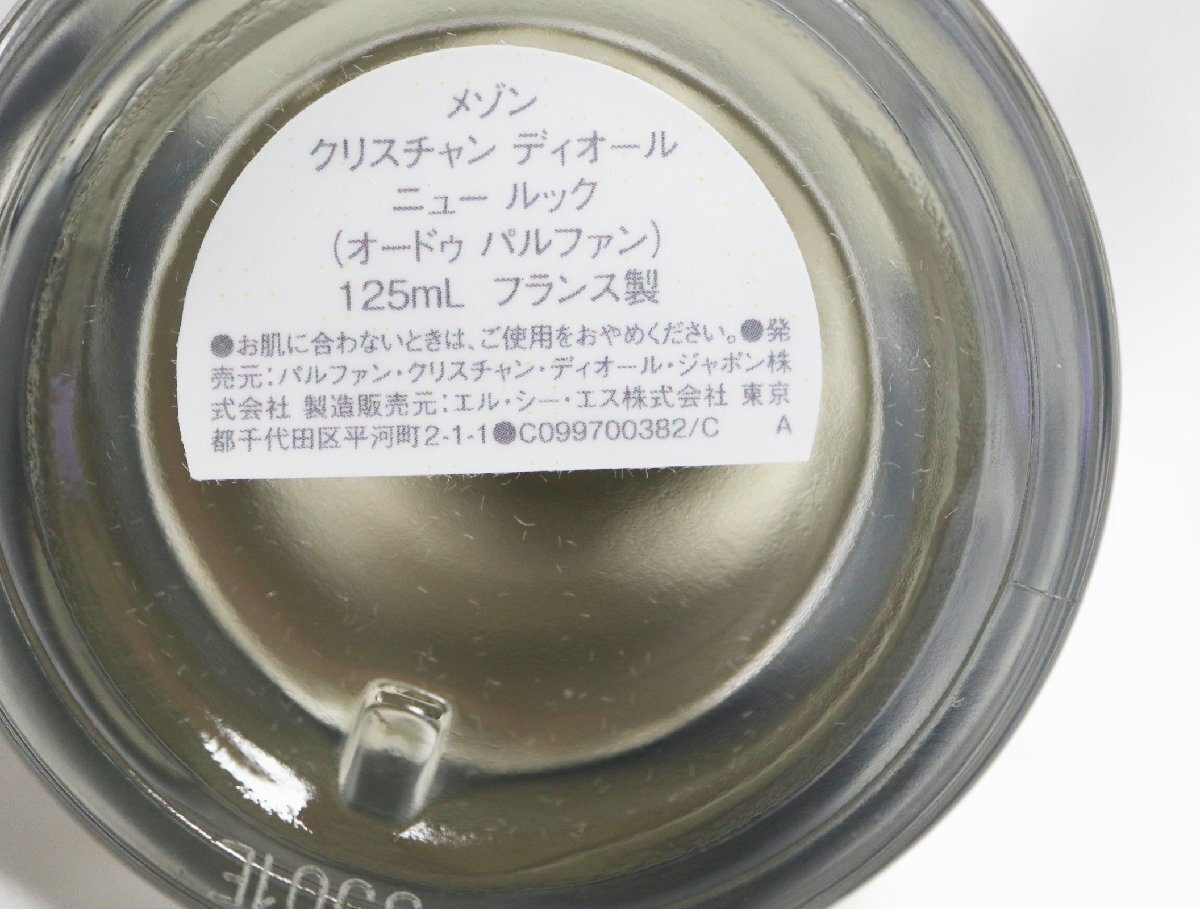 メゾン
クリスチャン ディオール
ニュー ルック
(オードゥ パルファン)
125mL フランス製
●お肌に合わないときは、ご使用をおやめください。●発
売元:パルファン・クリスチャン・ディオール・ジャポン株
式会社 製造販売元:エル・シー・エス株式会社 東京
都千代田区平河町2-1-1●C099700382/C A